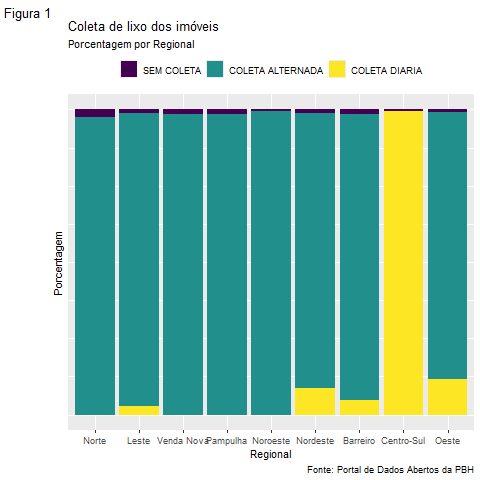 Figura 1
Coleta de lixo dos imóveis
Porcentagem por Regional
SEM COLETA COLETA ALTERNADA COLETA DIARIA
Porcentagem
Norte Leste Venda Nova Pampulha Noroeste Nordeste Barreiro Centro-Sul Oeste
Regional
Fonte: Portal de Dados Abertos da PBH